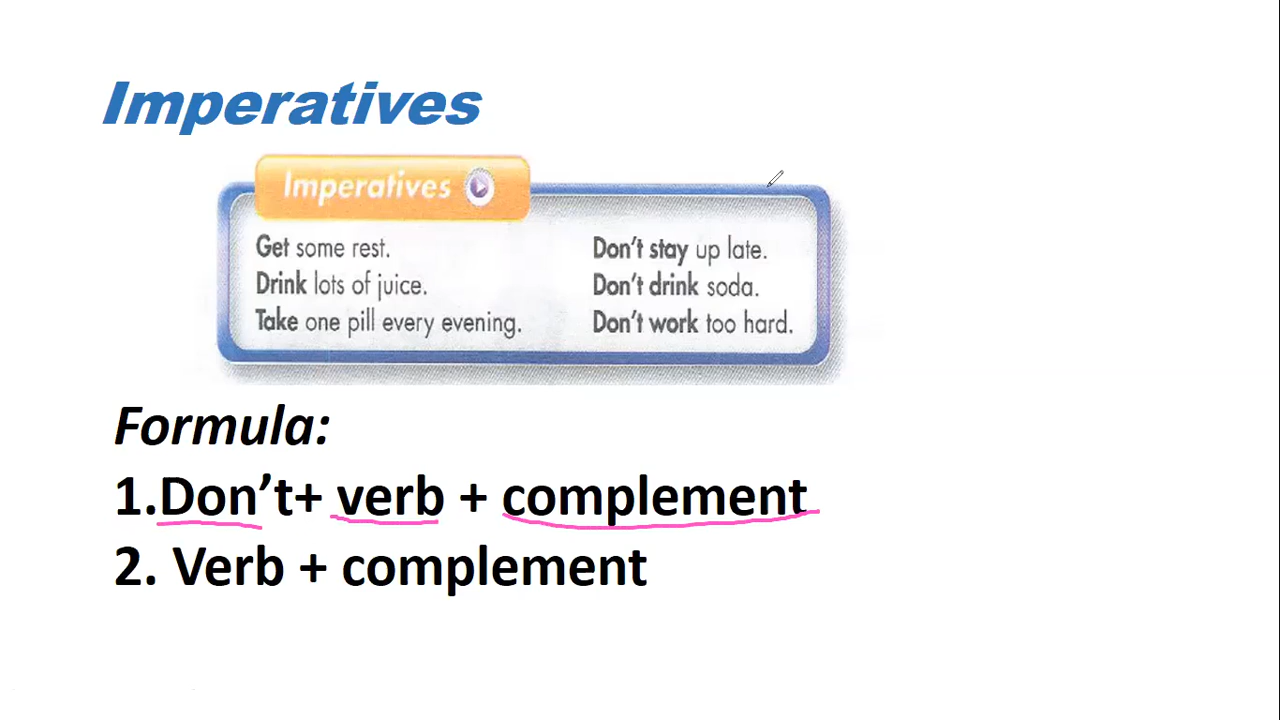 Imperatives
Imperatives
Get some rest.
Drink lots of juice.
Take one pill every evening.
Don't stay up late.
Don't drink soda.
Don't work too hard.
Formula:
1.Don't+ verb + complement
2. Verb + complement